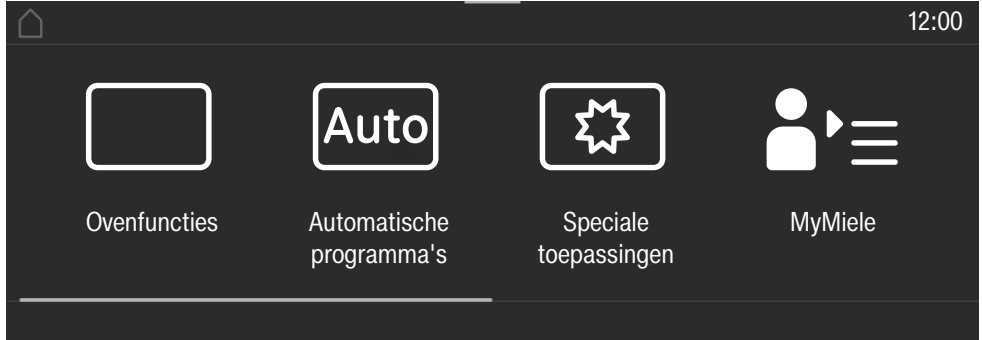 12:00
Auto
Ovenfuncties
Automatische
programma's
Speciale
toepassingen
MyMiele